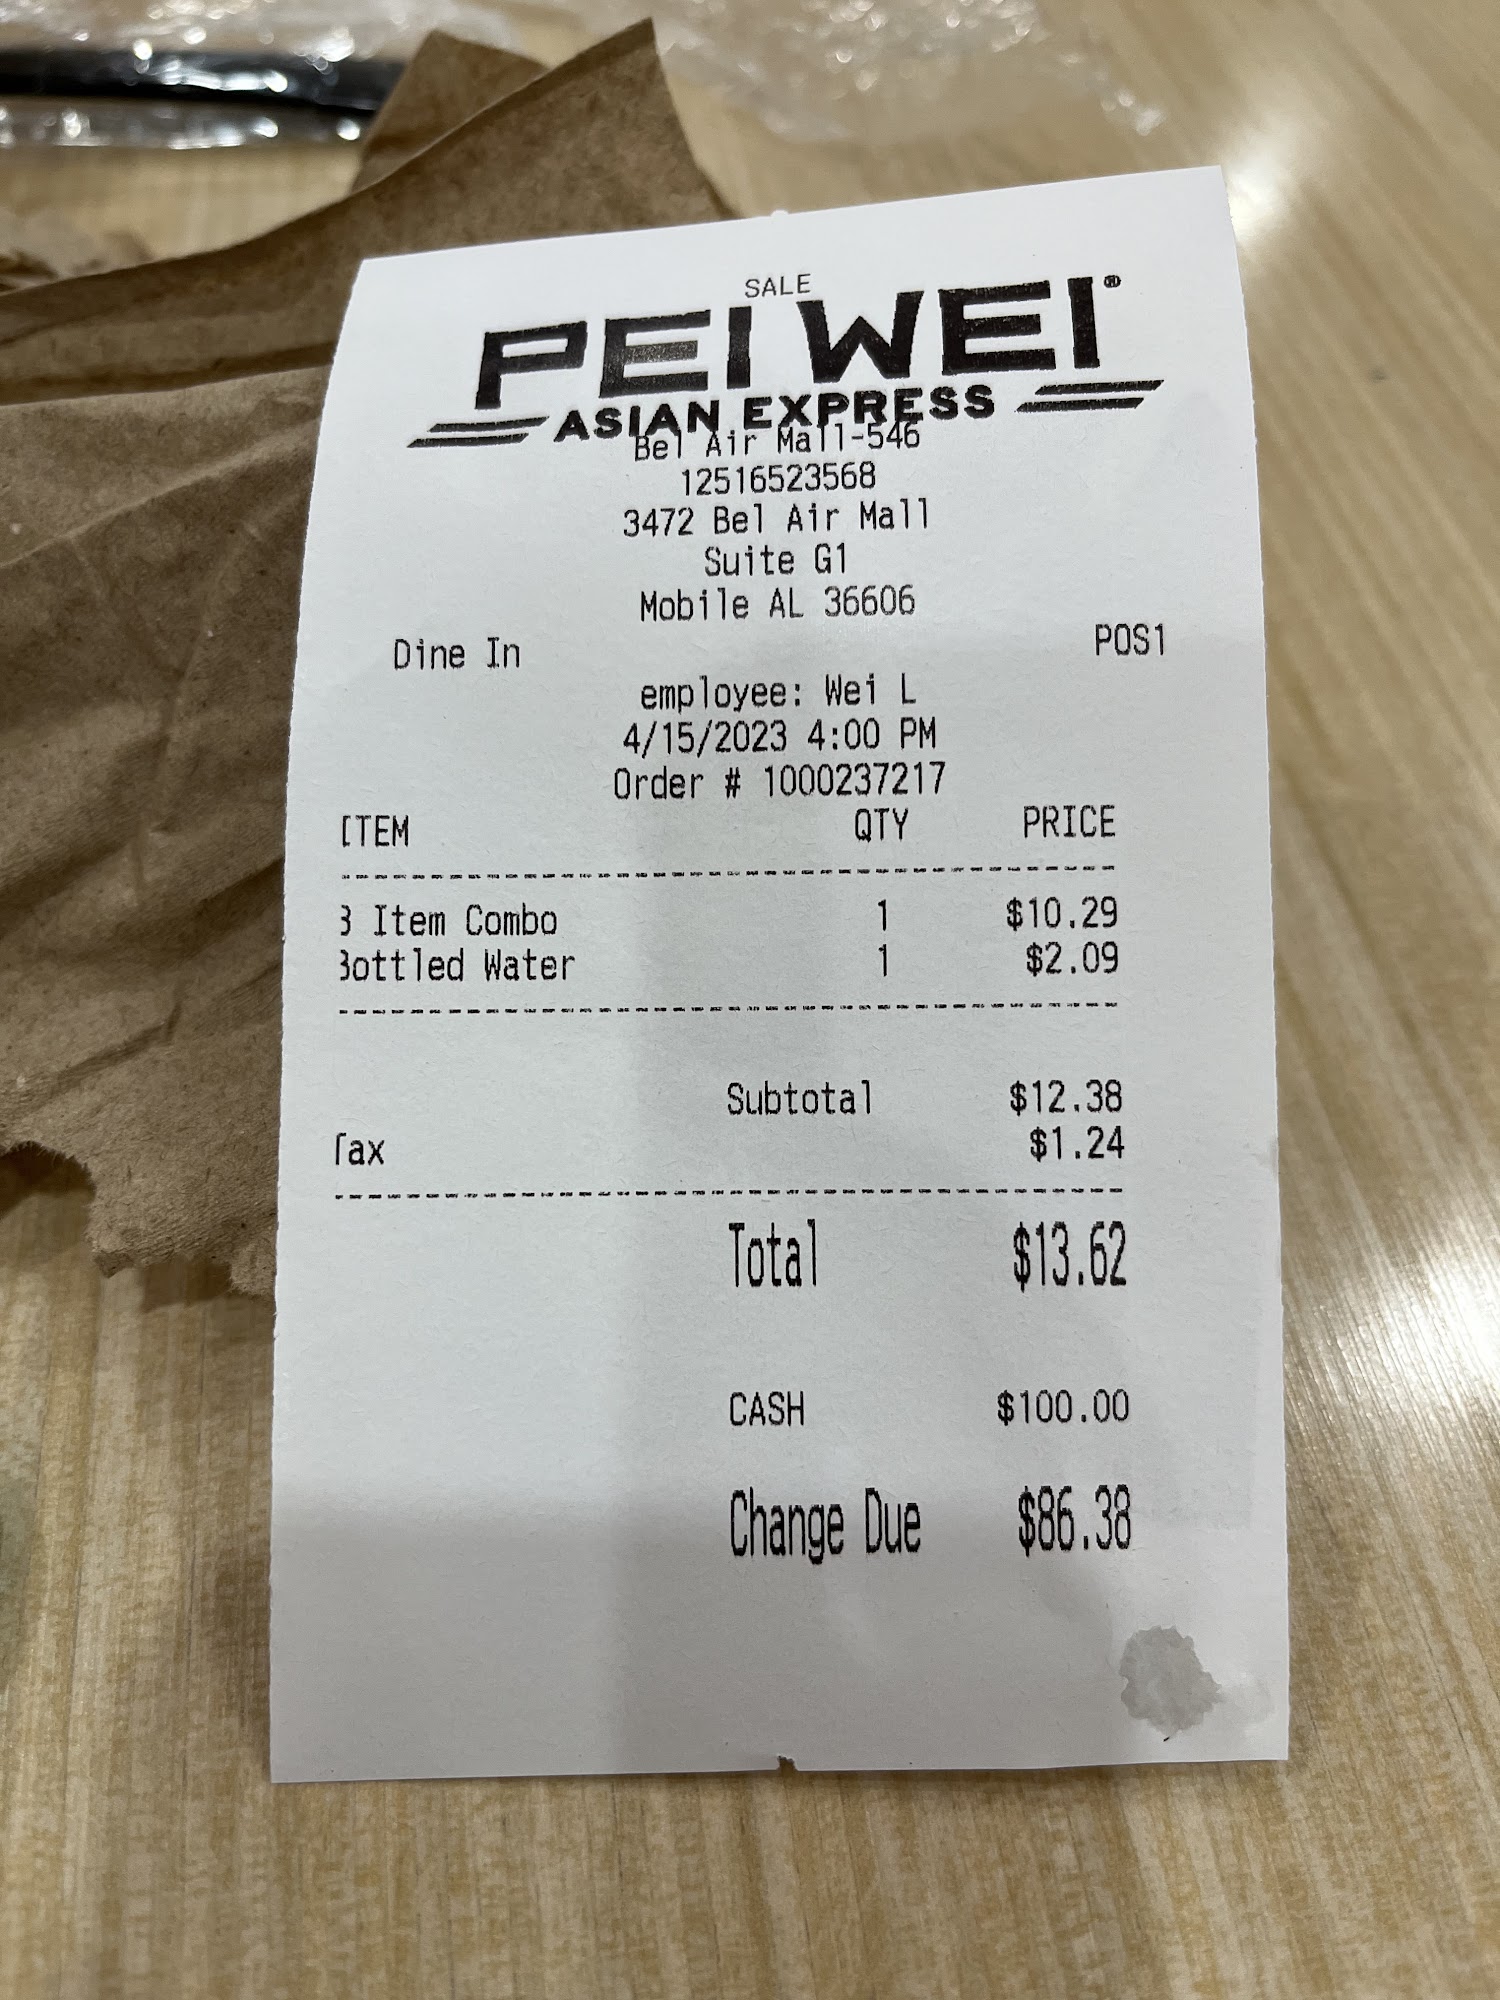 SALE
PEI WEI®
ASIAN EXPRESS
Bel Air Mall-546
12516523568
3472 Bel Air Mall
Suite G1
Mobile AL 36606
Dine In POS1
employee: Wei L
4/15/2023 4:00 PM
Order # 1000237217
ITEM QTY PRICE
3 Item Combo 1 $10.29
Bottled Water 1 $2.09
Subtotal $12.38
Tax $1.24
Total $13.62
CASH $100.00
Change Due $86.38